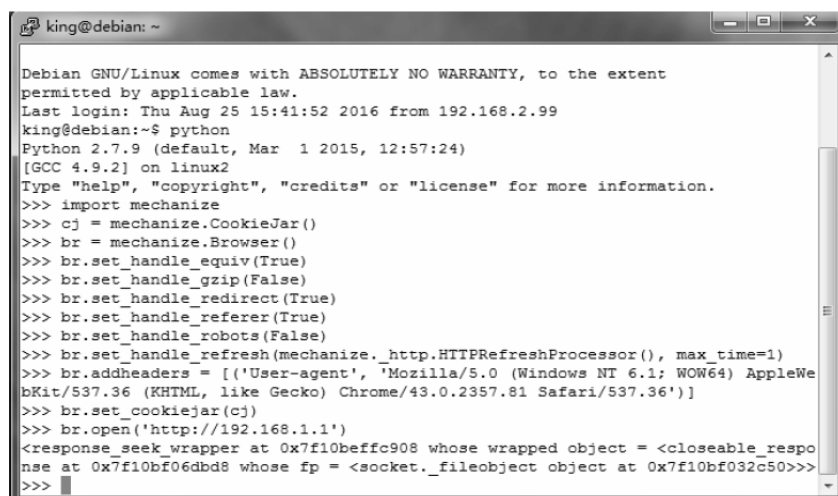 king@debian: ~
Debian GNU/Linux comes with ABSOLUTELY NO WARRANTY, to the extent
permitted by applicable law.
Last login: Thu Aug 25 15:41:52 2016 from 192.168.2.99
king@debian:~$ python
Python 2.7.9 (default, Mar  1 2015, 12:57:24)
[GCC 4.9.2] on linux2
Type "help", "copyright", "credits" or "license" for more information.
>>> import mechanize
>>> cj = mechanize.CookieJar()
>>> br = mechanize.Browser()
>>> br.set_handle_equiv(True)
>>> br.set_handle_gzip(False)
>>> br.set_handle_redirect(True)
>>> br.set_handle_referer(True)
>>> br.set_handle_robots(False)
>>> br.set_handle_refresh(mechanize._http.HTTPRefreshProcessor(), max_time=1)
>>> br.addheaders = [('User-agent', 'Mozilla/5.0 (Windows NT 6.1; WOW64) AppleWe
bKit/537.36 (KHTML, like Gecko) Chrome/43.0.2357.81 Safari/537.36')]
>>> br.set_cookiejar(cj)
>>> br.open('http://192.168.1.1')
<response_seek_wrapper at 0x7f10beffc908 whose wrapped object = <closeable_respo
nse at 0x7f10bf06dbd8 whose fp = <socket._fileobject object at 0x7f10bf032c50>>>
>>>